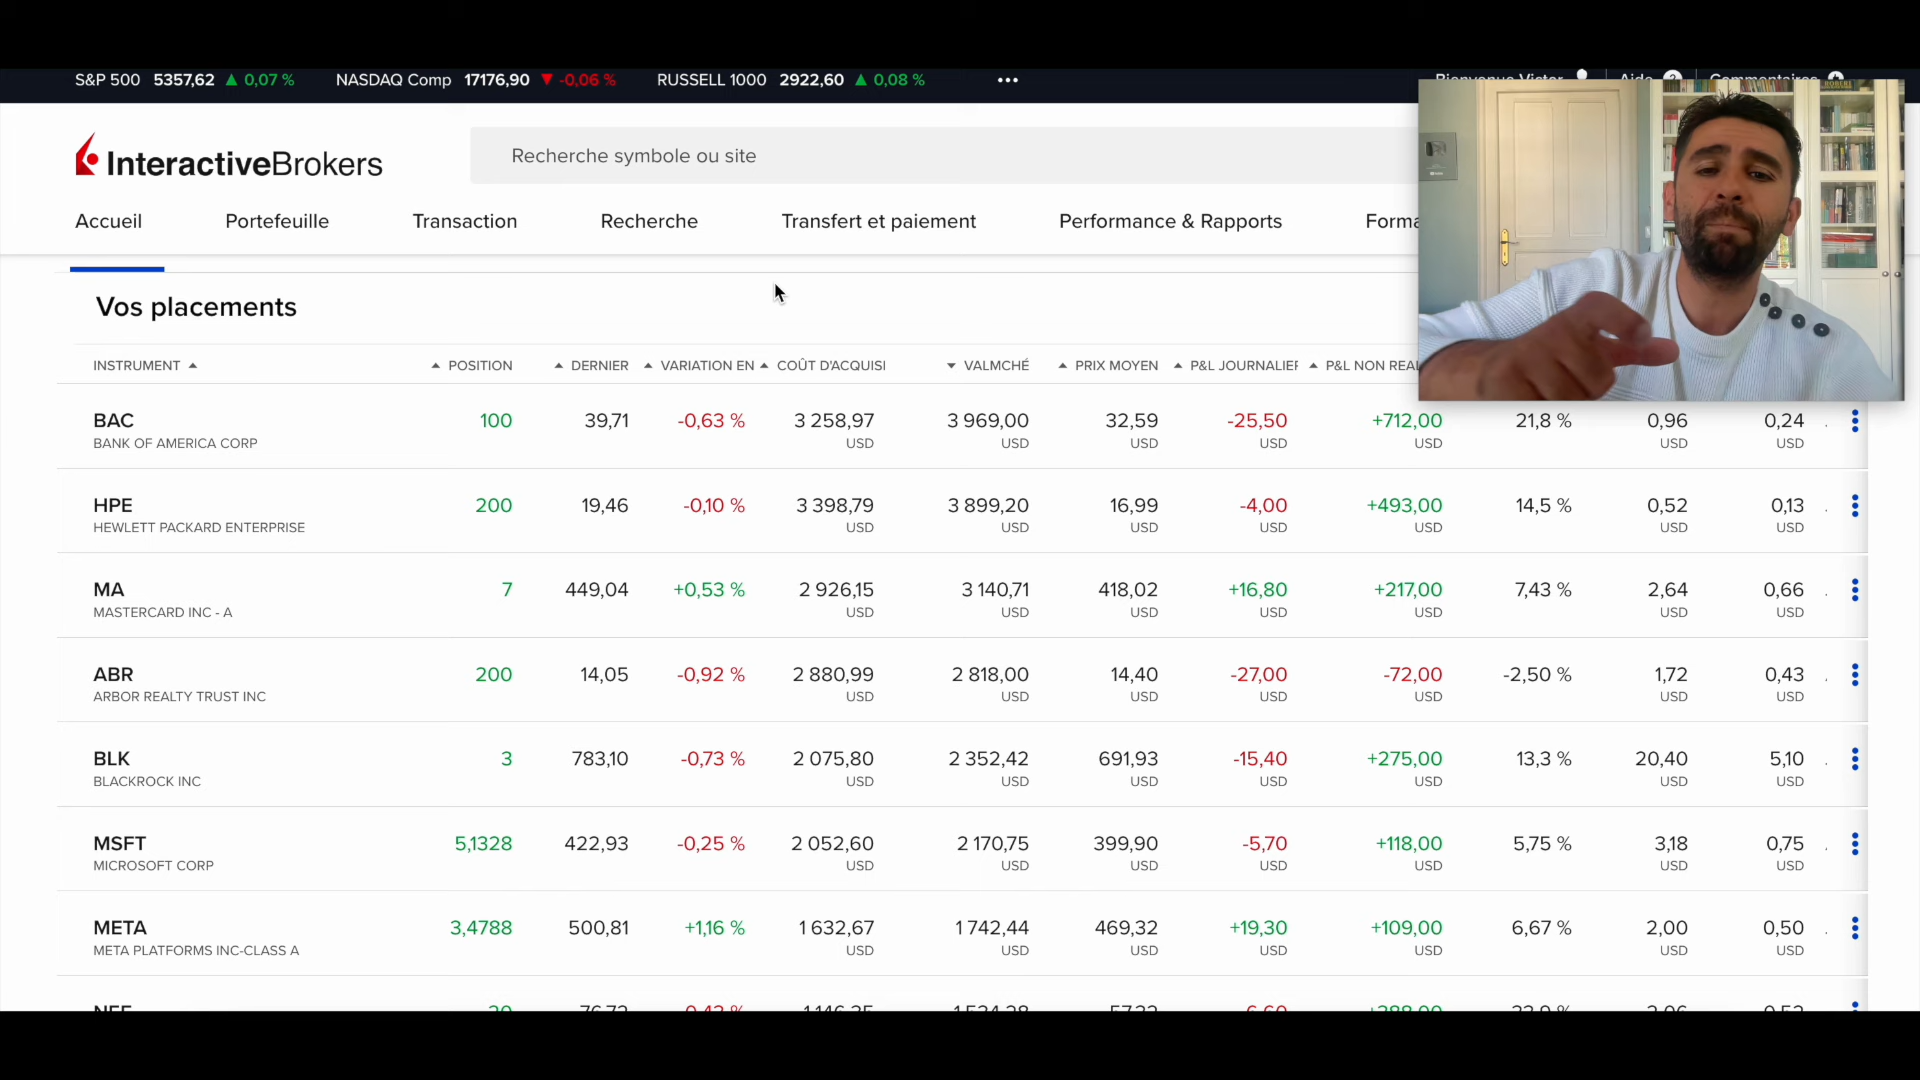 S&P 500 5357,62 ▲ 0,07 % NASDAQ Comp 17176,90 ▼ -0,06 % RUSSELL 1000 2922,60 ▲ 0,08 % •••
Bienvenue Victor Aide ? Commentaires
InteractiveBrokers
Recherche symbole ou site
Accueil Portefeuille Transaction Recherche Transfert et paiement Performance & Rapports Forma
Vos placements
INSTRUMENT ▲ ▲ POSITION ▲ DERNIER ▲ VARIATION EN ▲ COÛT D'ACQUISI ▼ VALMCHÉ ▲ PRIX MOYEN ▲ P&L JOURNALIER ▲ P&L NON REAL
BAC 100 39,71 -0,63 % 3 258,97 3 969,00 32,59 -25,50 +712,00 21,8 % 0,96 0,24
BANK OF AMERICA CORP USD USD USD USD USD USD USD
HPE 200 19,46 -0,10 % 3 398,79 3 899,20 16,99 -4,00 +493,00 14,5 % 0,52 0,13
HEWLETT PACKARD ENTERPRISE USD USD USD USD USD USD USD
MA 7 449,04 +0,53 % 2 926,15 3 140,71 418,02 +16,80 +217,00 7,43 % 2,64 0,66
MASTERCARD INC - A USD USD USD USD USD USD USD
ABR 200 14,05 -0,92 % 2 880,99 2 818,00 14,40 -27,00 -72,00 -2,50 % 1,72 0,43
ARBOR REALTY TRUST INC USD USD USD USD USD USD USD
BLK 3 783,10 -0,73 % 2 075,80 2 352,42 691,93 -15,40 +275,00 13,3 % 20,40 5,10
BLACKROCK INC USD USD USD USD USD USD USD
MSFT 5,1328 422,93 -0,25 % 2 052,60 2 170,75 399,90 -5,70 +118,00 5,75 % 3,18 0,75
MICROSOFT CORP USD USD USD USD USD USD USD
META 3,4788 500,81 +1,16 % 1 632,67 1 742,44 469,32 +19,30 +109,00 6,67 % 2,00 0,50
META PLATFORMS INC-CLASS A USD USD USD USD USD USD USD